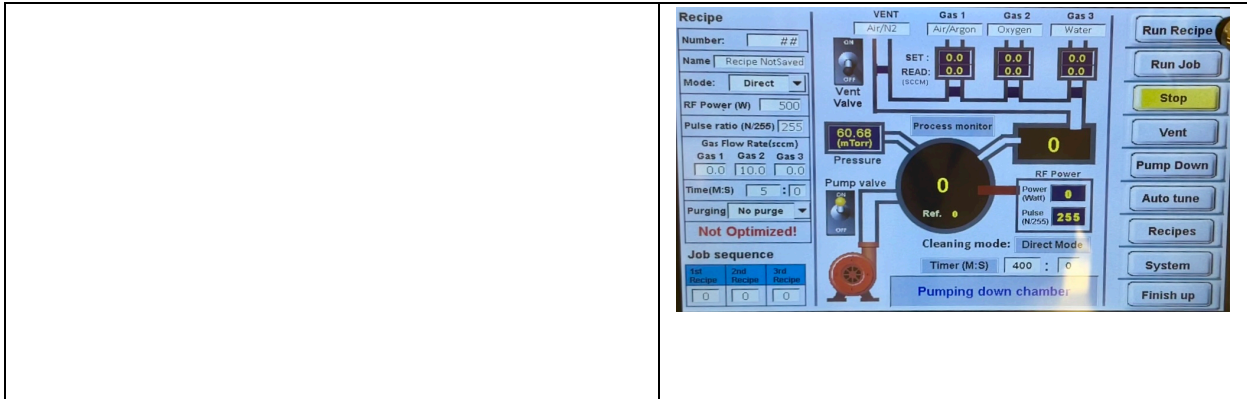 Recipe
Number: ##
Name Recipe NotSaved
Mode: Direct
RF Power (W) 500
Pulse ratio (N/255) 255
Gas Flow Rate(sccm)
Gas 1 Gas 2 Gas 3
0.0 10.0 0.0
Time(M:S) 5 : 0
Purging No purge
Not Optimized!
Job sequence
1st Recipe 2nd Recipe 3rd Recipe
0 0 0
VENT Gas 1 Gas 2 Gas 3
Air/N2 Air/Argon Oxygen Water
ON
OFF
Vent
Valve
SET : 0.0 0.0 0.0
READ: 0.0 0.0 0.0
(SCCM)
60.68
(mTorr)
Pressure
Process monitor
0
Pump valve
ON
OFF
0
Ref. 0
RF Power
Power
(Watt) 0
Pulse
(N/255) 255
Cleaning mode: Direct Mode
Timer (M:S) 400 : 0
Pumping down chamber
Run Recipe
Run Job
Stop
Vent
Pump Down
Auto tune
Recipes
System
Finish up